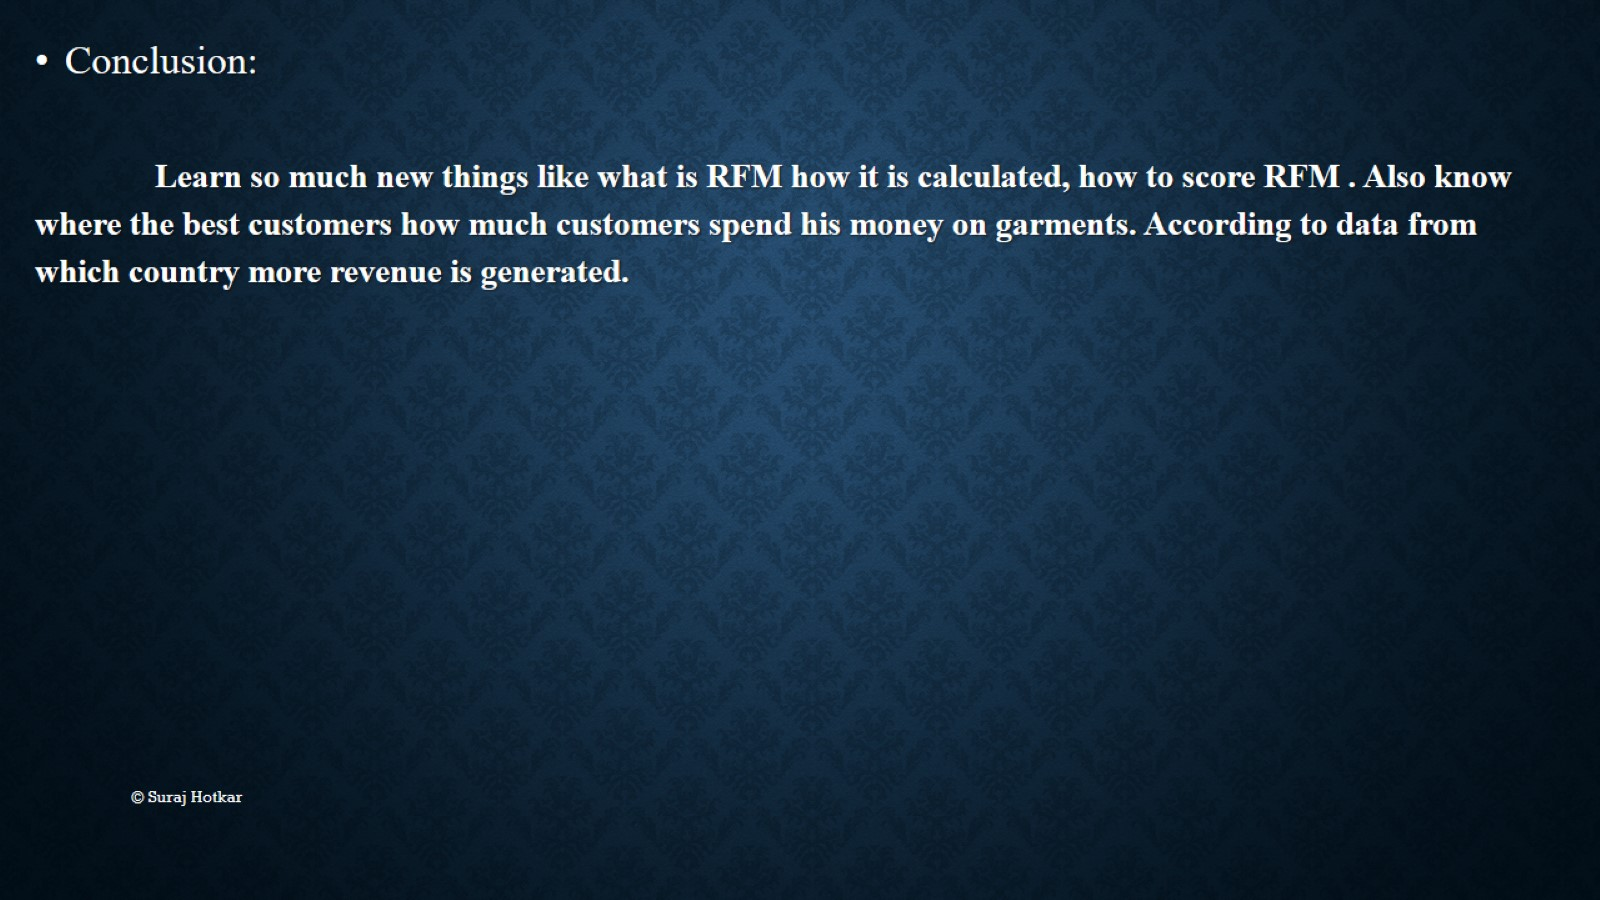 • Conclusion:
Learn so much new things like what is RFM how it is calculated, how to score RFM . Also know
where the best customers how much customers spend his money on garments. According to data from
which country more revenue is generated.
© Suraj Hotkar